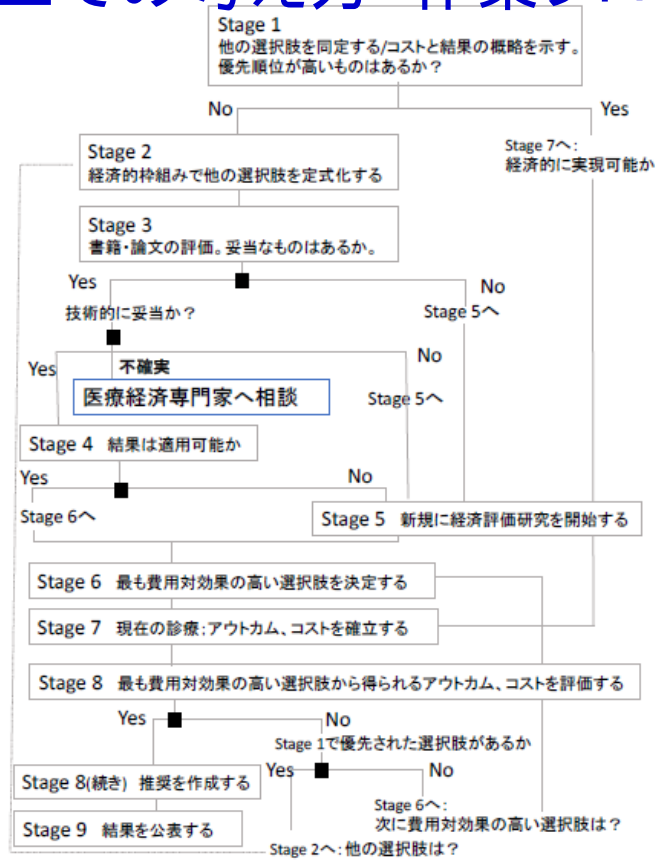 Stage 1
他の選択肢を同定する/コストと結果の概略を示す。
優先順位が高いものはあるか？
No
Yes
Stage 2
経済的枠組みで他の選択肢を定式化する
Stage 7へ：
経済的に実現可能か
Stage 3
書籍・論文の評価。妥当なものはあるか。
Yes
No
技術的に妥当か？
Stage 5へ
Yes
不確実
No
医療経済専門家へ相談
Stage 5へ
Stage 4 結果は適用可能か
Yes
No
Stage 6へ
Stage 5 新規に経済評価研究を開始する
Stage 6 最も費用対効果の高い選択肢を決定する
Stage 7 現在の診療；アウトカム、コストを確立する
Stage 8 最も費用対効果の高い選択肢から得られるアウトカム、コストを評価する
Yes
No
Stage 1で優先された選択肢があるか
Stage 8(続き) 推奨を作成する
Yes
No
Stage 6へ：
次に費用対効果の高い選択肢は？
Stage 9 結果を公表する
Stage 2へ：他の選択肢は？